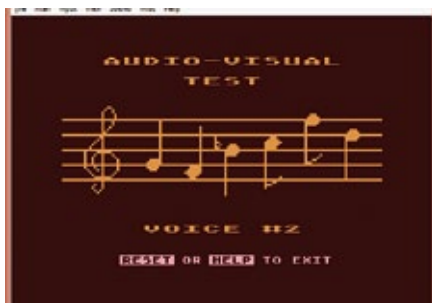 AUDIO-VISUAL
TEST
VOICE #2
RESET OR HELP TO EXIT